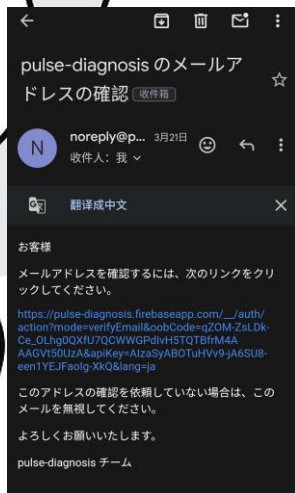 pulse-diagnosis のメールア
ドレスの確認 收件箱
N
noreply@p... 3月21日
收件人：我
翻译成中文
お客様
メールアドレスを確認するには、次のリンクをクリ
ックしてください。
https://pulse-diagnosis.firebaseapp.com/__/auth/
action?mode=verifyEmail&oobCode=qZOM-ZsLDk-
Ce_OLhg0QXfU7QCWWGPdlvH5TQTBfrM4A
AAGVt50UzA&apiKey=AIzaSyABOTuHVv9-jA6SU8-
een1YEJFaolg-XkQ&lang=ja
このアドレスの確認を依頼していない場合は、この
メールを無視してください。
よろしくお願いいたします。
pulse-diagnosis チーム